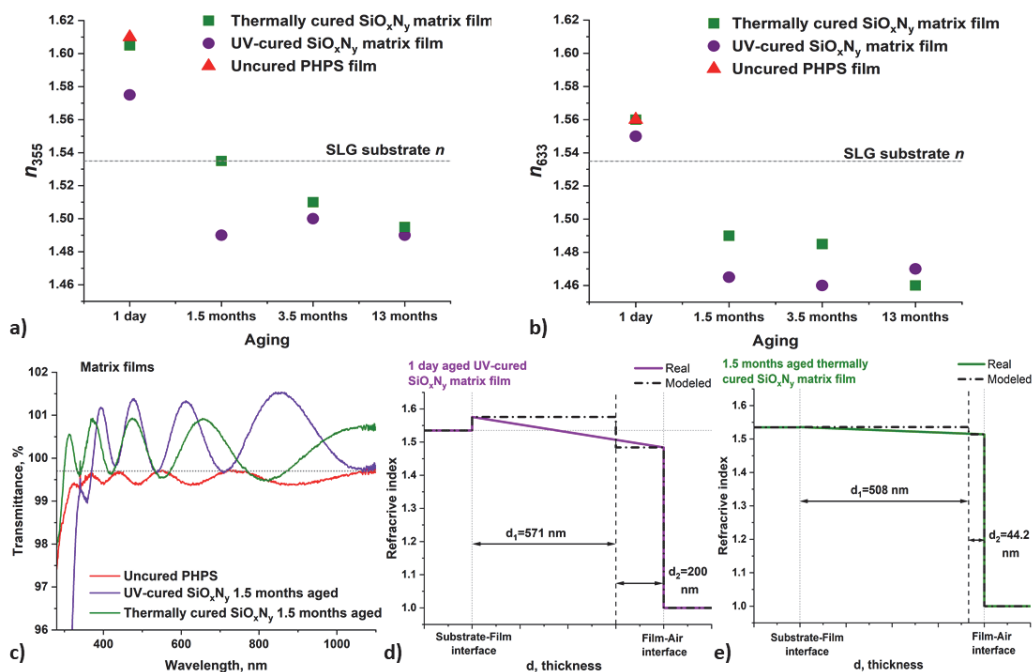 1.62
1.60
1.58
1.56
1.54
1.52
1.50
1.48
1.46
n355
Thermally cured SiOxNy matrix film
UV-cured SiOxNy matrix film
Uncured PHPS film
SLG substrate n
1 day
1.5 months
3.5 months
13 months
Aging
a)
1.62
1.60
1.58
1.56
1.54
1.52
1.50
1.48
1.46
n633
Thermally cured SiOxNy matrix film
UV-cured SiOxNy matrix film
Uncured PHPS film
SLG substrate n
1 day
1.5 months
3.5 months
13 months
Aging
b)
Matrix films
102
101
100
99
98
97
96
Transmittance, %
Uncured PHPS
UV-cured SiOxNy 1.5 months aged
Thermally cured SiOxNy 1.5 months aged
400
600
800
1000
Wavelength, nm
c)
1 day aged UV-cured
SiOxNy matrix film
Real
Modeled
1.6
1.5
1.4
1.3
1.2
1.1
1.0
Refracrive index
d1=571 nm
d2=200
nm
Substrate-Film
interface
Film-Air
interface
d, thickness
d)
1.5 months aged thermally
cured SiOxNy matrix film
Real
Modeled
1.6
1.5
1.4
1.3
1.2
1.1
1.0
Refracrive index
d1=508 nm
d2=44.2
nm
Substrate-Film
interface
Film-Air
interface
d, thickness
e)